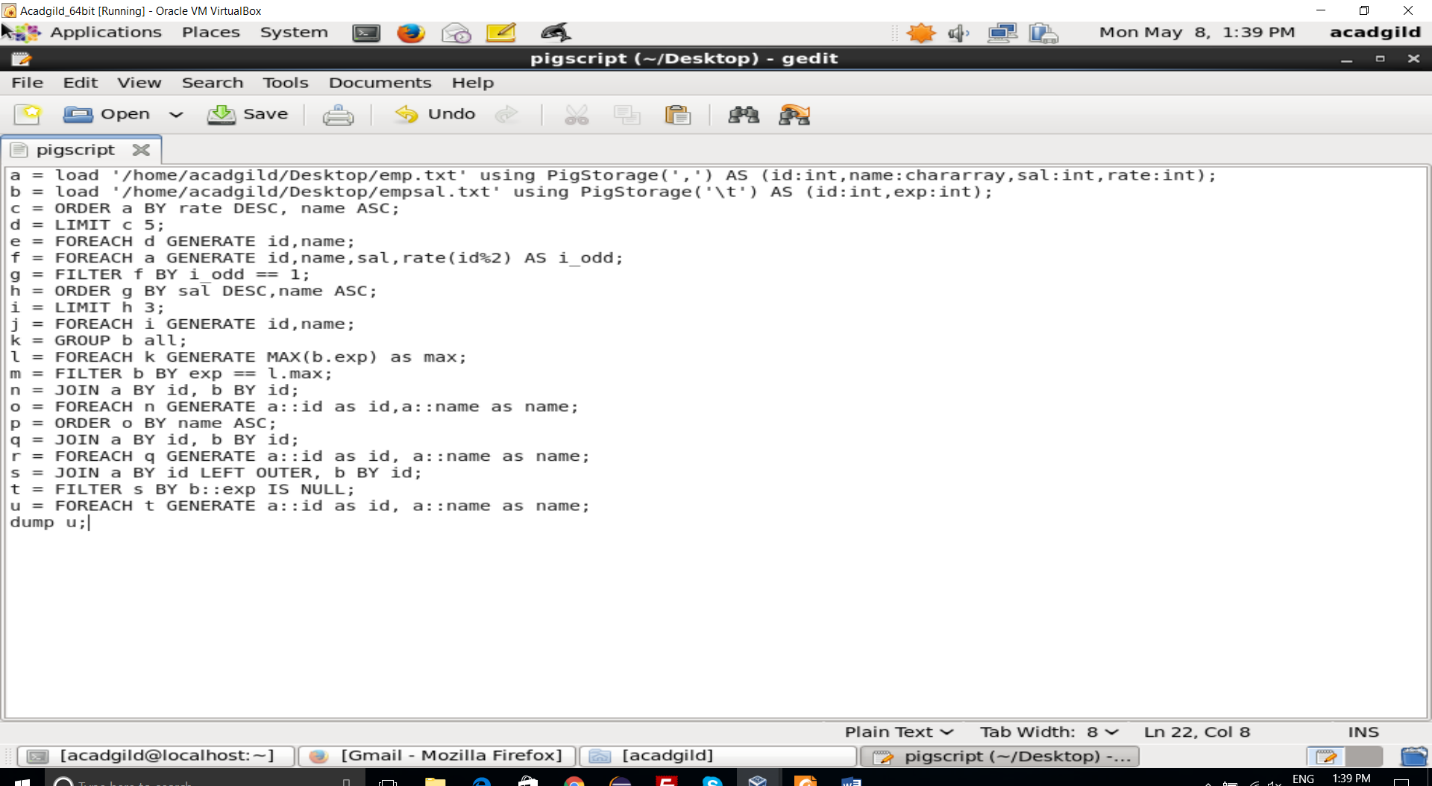 Acadgild_64bit [Running] - Oracle VM VirtualBox
Applications Places System Mon May 8, 1:39 PM acadgild
pigscript (~/Desktop) - gedit
File Edit View Search Tools Documents Help
Open Save Undo
pigscript
a = load '/home/acadgild/Desktop/emp.txt' using PigStorage(',') AS (id:int,name:chararray,sal:int,rate:int);
b = load '/home/acadgild/Desktop/empsal.txt' using PigStorage('\t') AS (id:int,exp:int);
c = ORDER a BY rate DESC, name ASC;
d = LIMIT c 5;
e = FOREACH d GENERATE id,name;
f = FOREACH a GENERATE id,name,sal,rate(id%2) AS i_odd;
g = FILTER f BY i_odd == 1;
h = ORDER g BY sal DESC,name ASC;
i = LIMIT h 3;
j = FOREACH i GENERATE id,name;
k = GROUP b all;
l = FOREACH k GENERATE MAX(b.exp) as max;
m = FILTER b BY exp == l.max;
n = JOIN a BY id, b BY id;
o = FOREACH n GENERATE a::id as id,a::name as name;
p = ORDER o BY name ASC;
q = JOIN a BY id, b BY id;
r = FOREACH q GENERATE a::id as id, a::name as name;
s = JOIN a BY id LEFT OUTER, b BY id;
t = FILTER s BY b::exp IS NULL;
u = FOREACH t GENERATE a::id as id, a::name as name;
dump u;
Plain Text Tab Width: 8 Ln 22, Col 8 INS
[acadgild@localhost:~] [Gmail - Mozilla Firefox] [acadgild] pigscript (~/Desktop) -...
ENG 1:39 PM